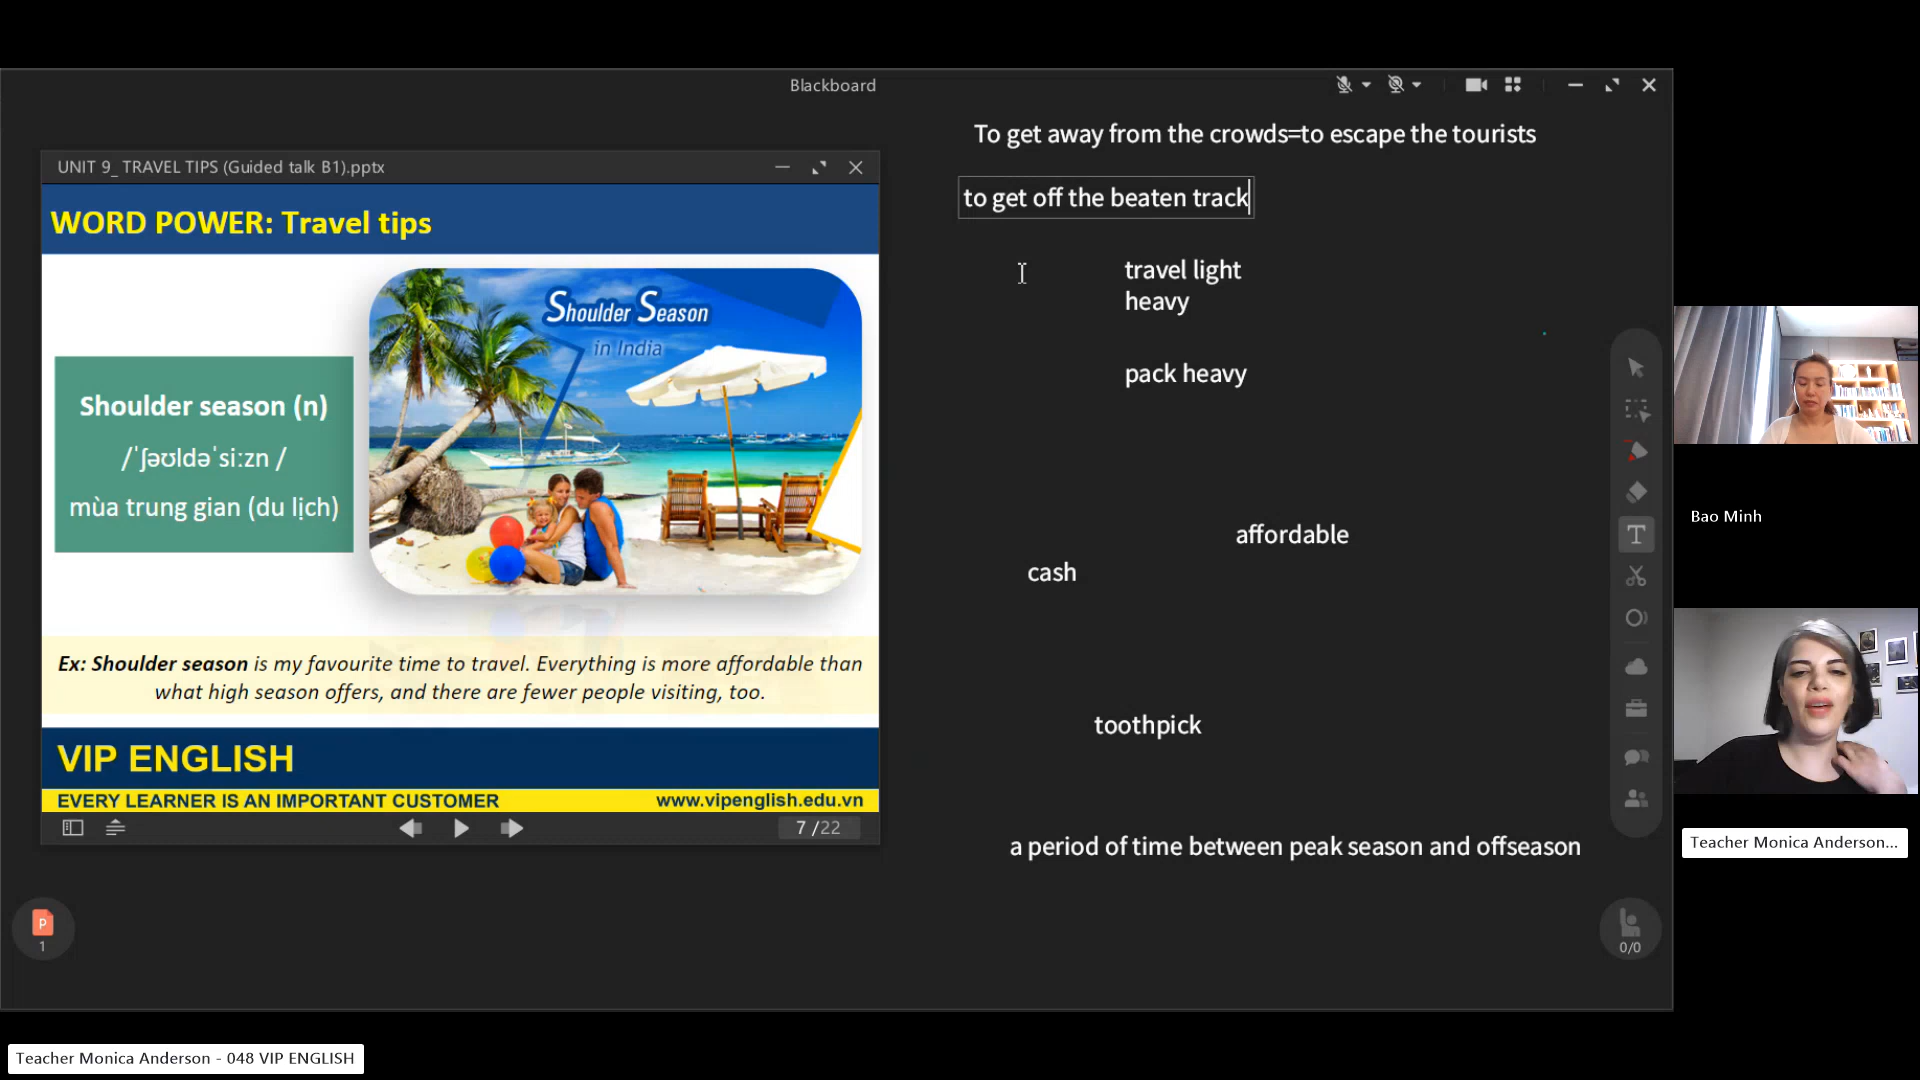 Blackboard
UNIT 9_ TRAVEL TIPS (Guided talk B1).pptx
WORD POWER: Travel tips
Shoulder Season
in India
Shoulder season (n)
/ˈʃəʊldəˈsiːzn /
mùa trung gian (du lịch)
Ex: Shoulder season is my favourite time to travel. Everything is more affordable than
what high season offers, and there are fewer people visiting, too.
VIP ENGLISH
EVERY LEARNER IS AN IMPORTANT CUSTOMER
www.vipenglish.edu.vn
7 /22
To get away from the crowds=to escape the tourists
to get off the beaten track
travel light
heavy
pack heavy
affordable
cash
toothpick
a period of time between peak season and offseason
T
P
1
0/0
Bao Minh
Teacher Monica Anderson...
Teacher Monica Anderson - 048 VIP ENGLISH